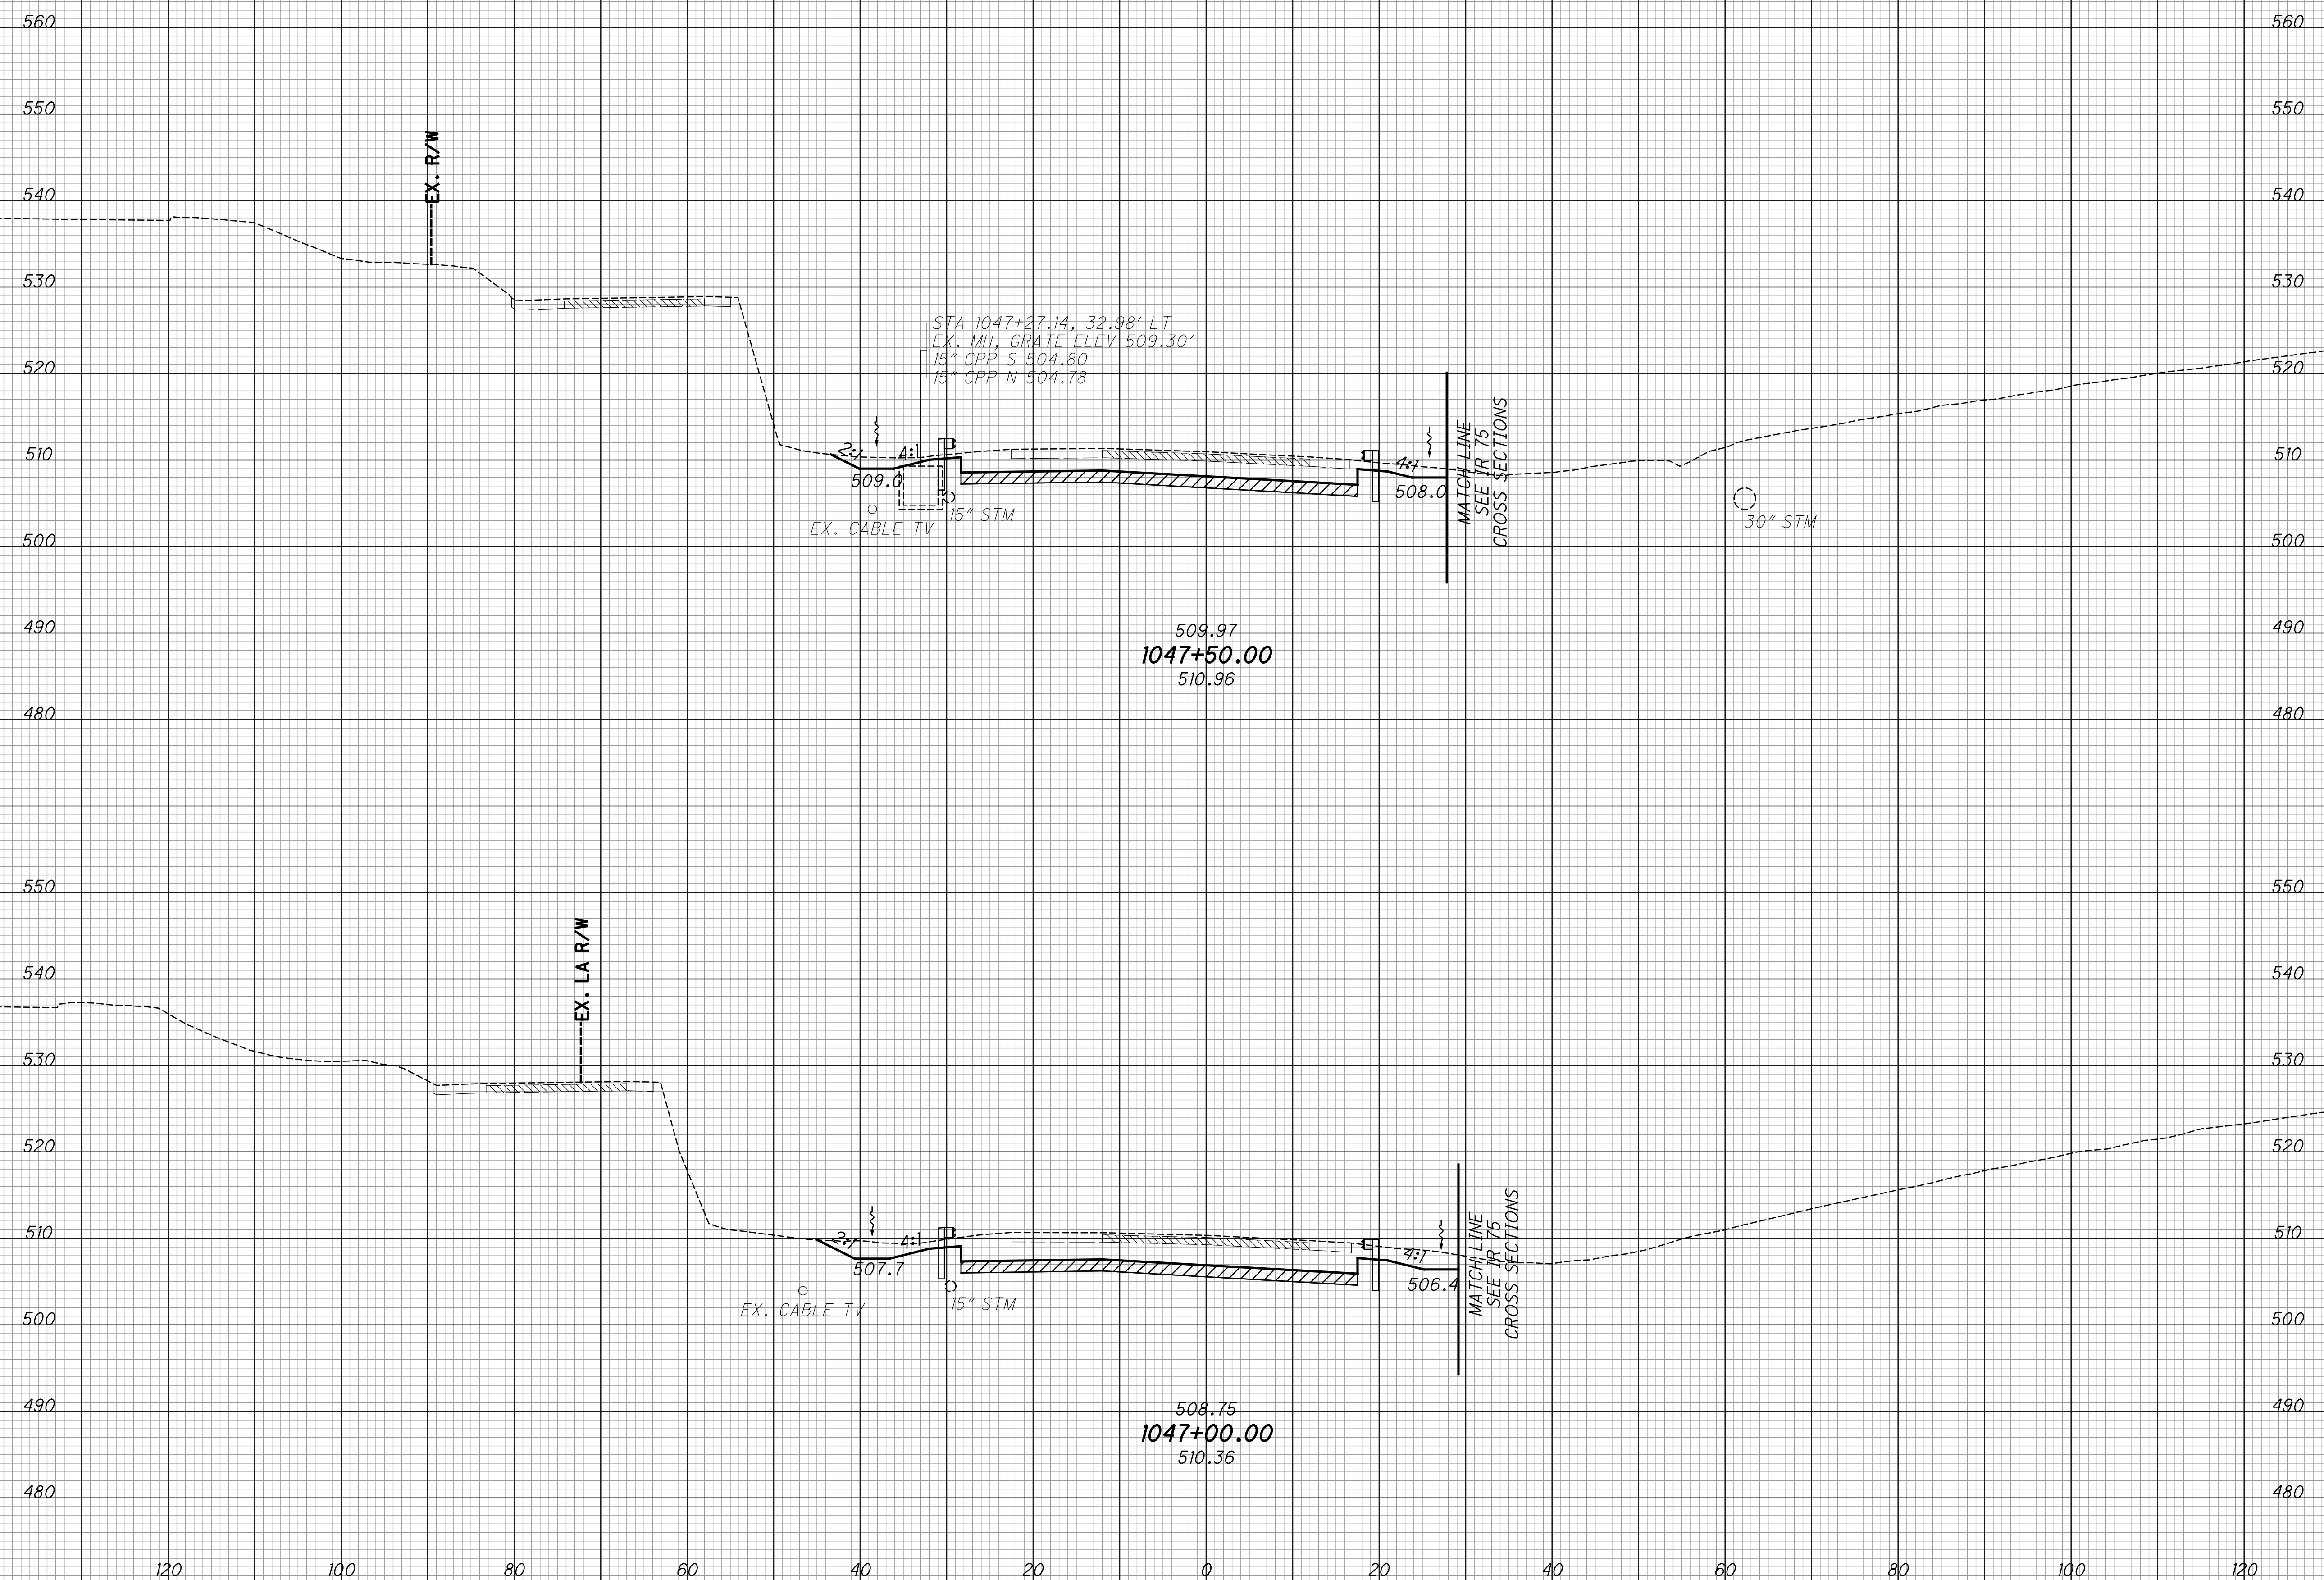 560 560
550 550
EX. R/W
540 540
530 530
STA 1047+27.14, 32.98' LT
EX. MH, GRATE ELEV 509.30'
15" CPP S 504.80
15" CPP N 504.78
520 520
MATCH LINE
SEE IR 75
CROSS SECTIONS
510 2:1 4:1 4:1 510
509.0 508.0
15" STM
EX. CABLE TV
30" STM
500 500
490 509.97 490
1047+50.00
510.96
480 480
550 550
EX. LA R/W
540 540
530 530
520 520
MATCH LINE
SEE IR 75
CROSS SECTIONS
510 2:1 4:1 4:1 510
507.7 506.4
15" STM
EX. CABLE TV
500 500
490 508.75 490
1047+00.00
510.36
480 480
120 100 80 60 40 20 0 20 40 60 80 100 120